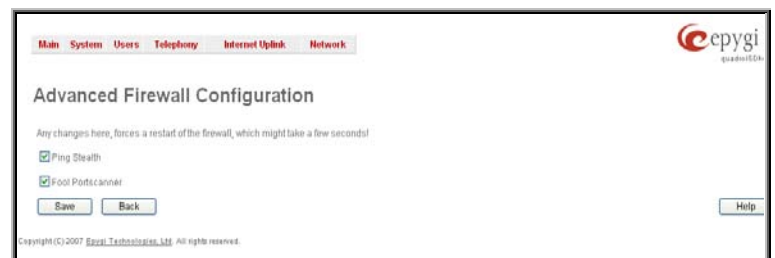 Main System Users Telephony Internet Uplink Network
epygi
Advanced Firewall Configuration
Any changes here, forces a restart of the firewall, which might take a few seconds!
Ping Stealth
Fool Portscanner
Save Back Help
Copyright (C) 2007 Epygi Technologies, Ltd. All rights reserved.